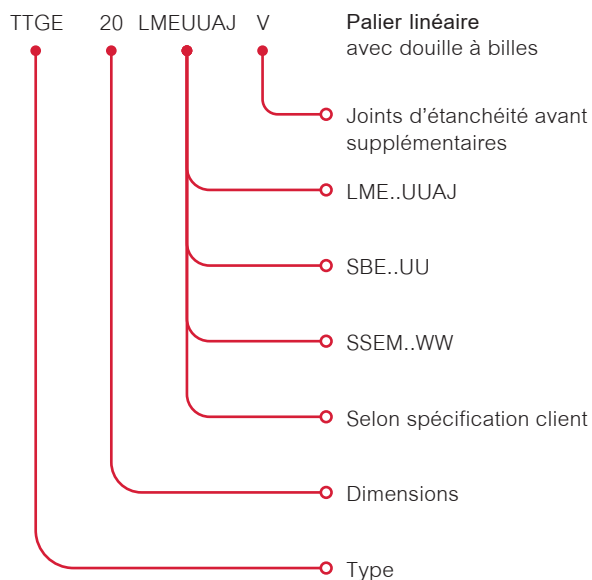 TTGE 20 LMEUUAJ V
Palier linéaire
avec douille à billes
Joints d'étanchéité avant
supplémentaires
LME..UUAJ
SBE..UU
SSEM..WW
Selon spécification client
Dimensions
Type